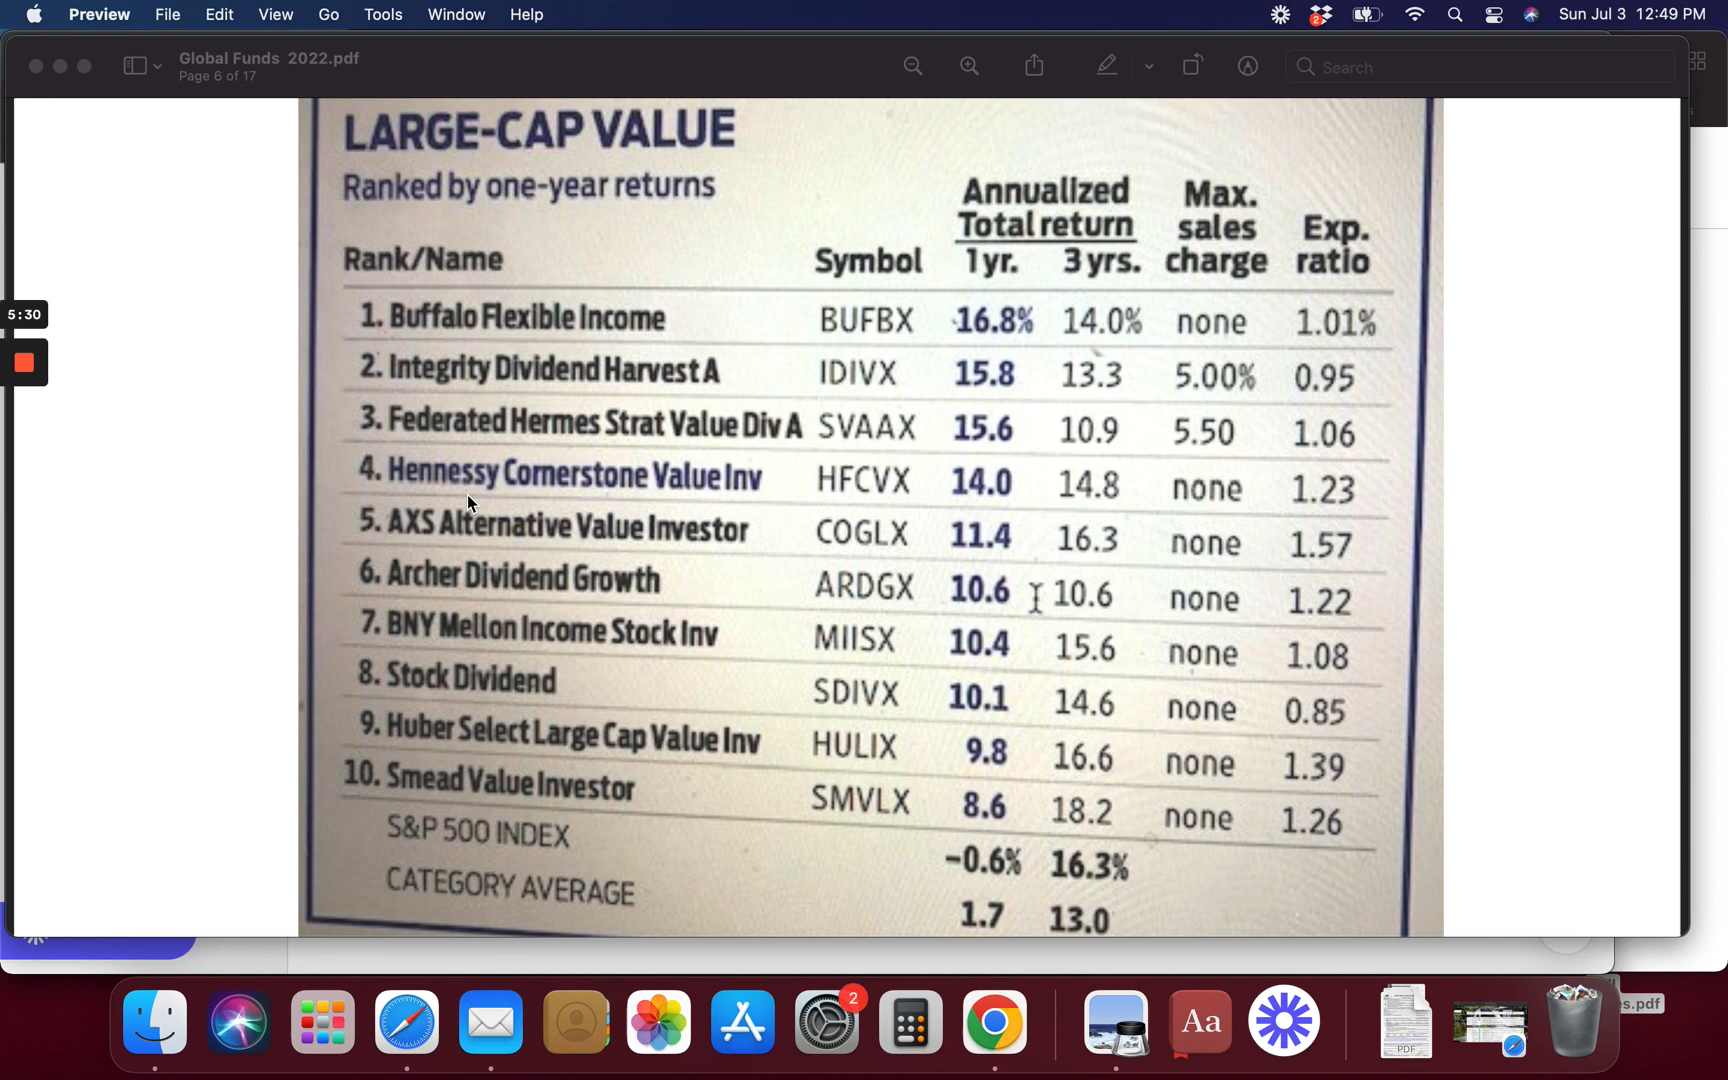 Preview File Edit View Go Tools Window Help 2 Sun Jul 3 12:49 PM
Global Funds 2022.pdf
Page 6 of 17
Search
LARGE-CAP VALUE
Ranked by one-year returns
Annualized Max.
Total return sales Exp.
Rank/Name Symbol 1 yr. 3 yrs. charge ratio
1. Buffalo Flexible Income BUFBX 16.8% 14.0% none 1.01%
5:30
2. Integrity Dividend Harvest A IDIVX 15.8 13.3 5.00% 0.95
3. Federated Hermes Strat Value Div A SVAAX 15.6 10.9 5.50 1.06
4. Hennessy Cornerstone Value Inv HFCVX 14.0 14.8 none 1.23
5. AXS Alternative Value Investor COGLX 11.4 16.3 none 1.57
6. Archer Dividend Growth ARDGX 10.6 10.6 none 1.22
7. BNY Mellon Income Stock Inv MIISX 10.4 15.6 none 1.08
8. Stock Dividend SDIVX 10.1 14.6 none 0.85
9. Huber Select Large Cap Value Inv HULIX 9.8 16.6 none 1.39
10. Smead Value Investor SMVLX 8.6 18.2 none 1.26
S&P 500 INDEX -0.6% 16.3%
CATEGORY AVERAGE 1.7 13.0
es.pdf
2
Aa
PDF